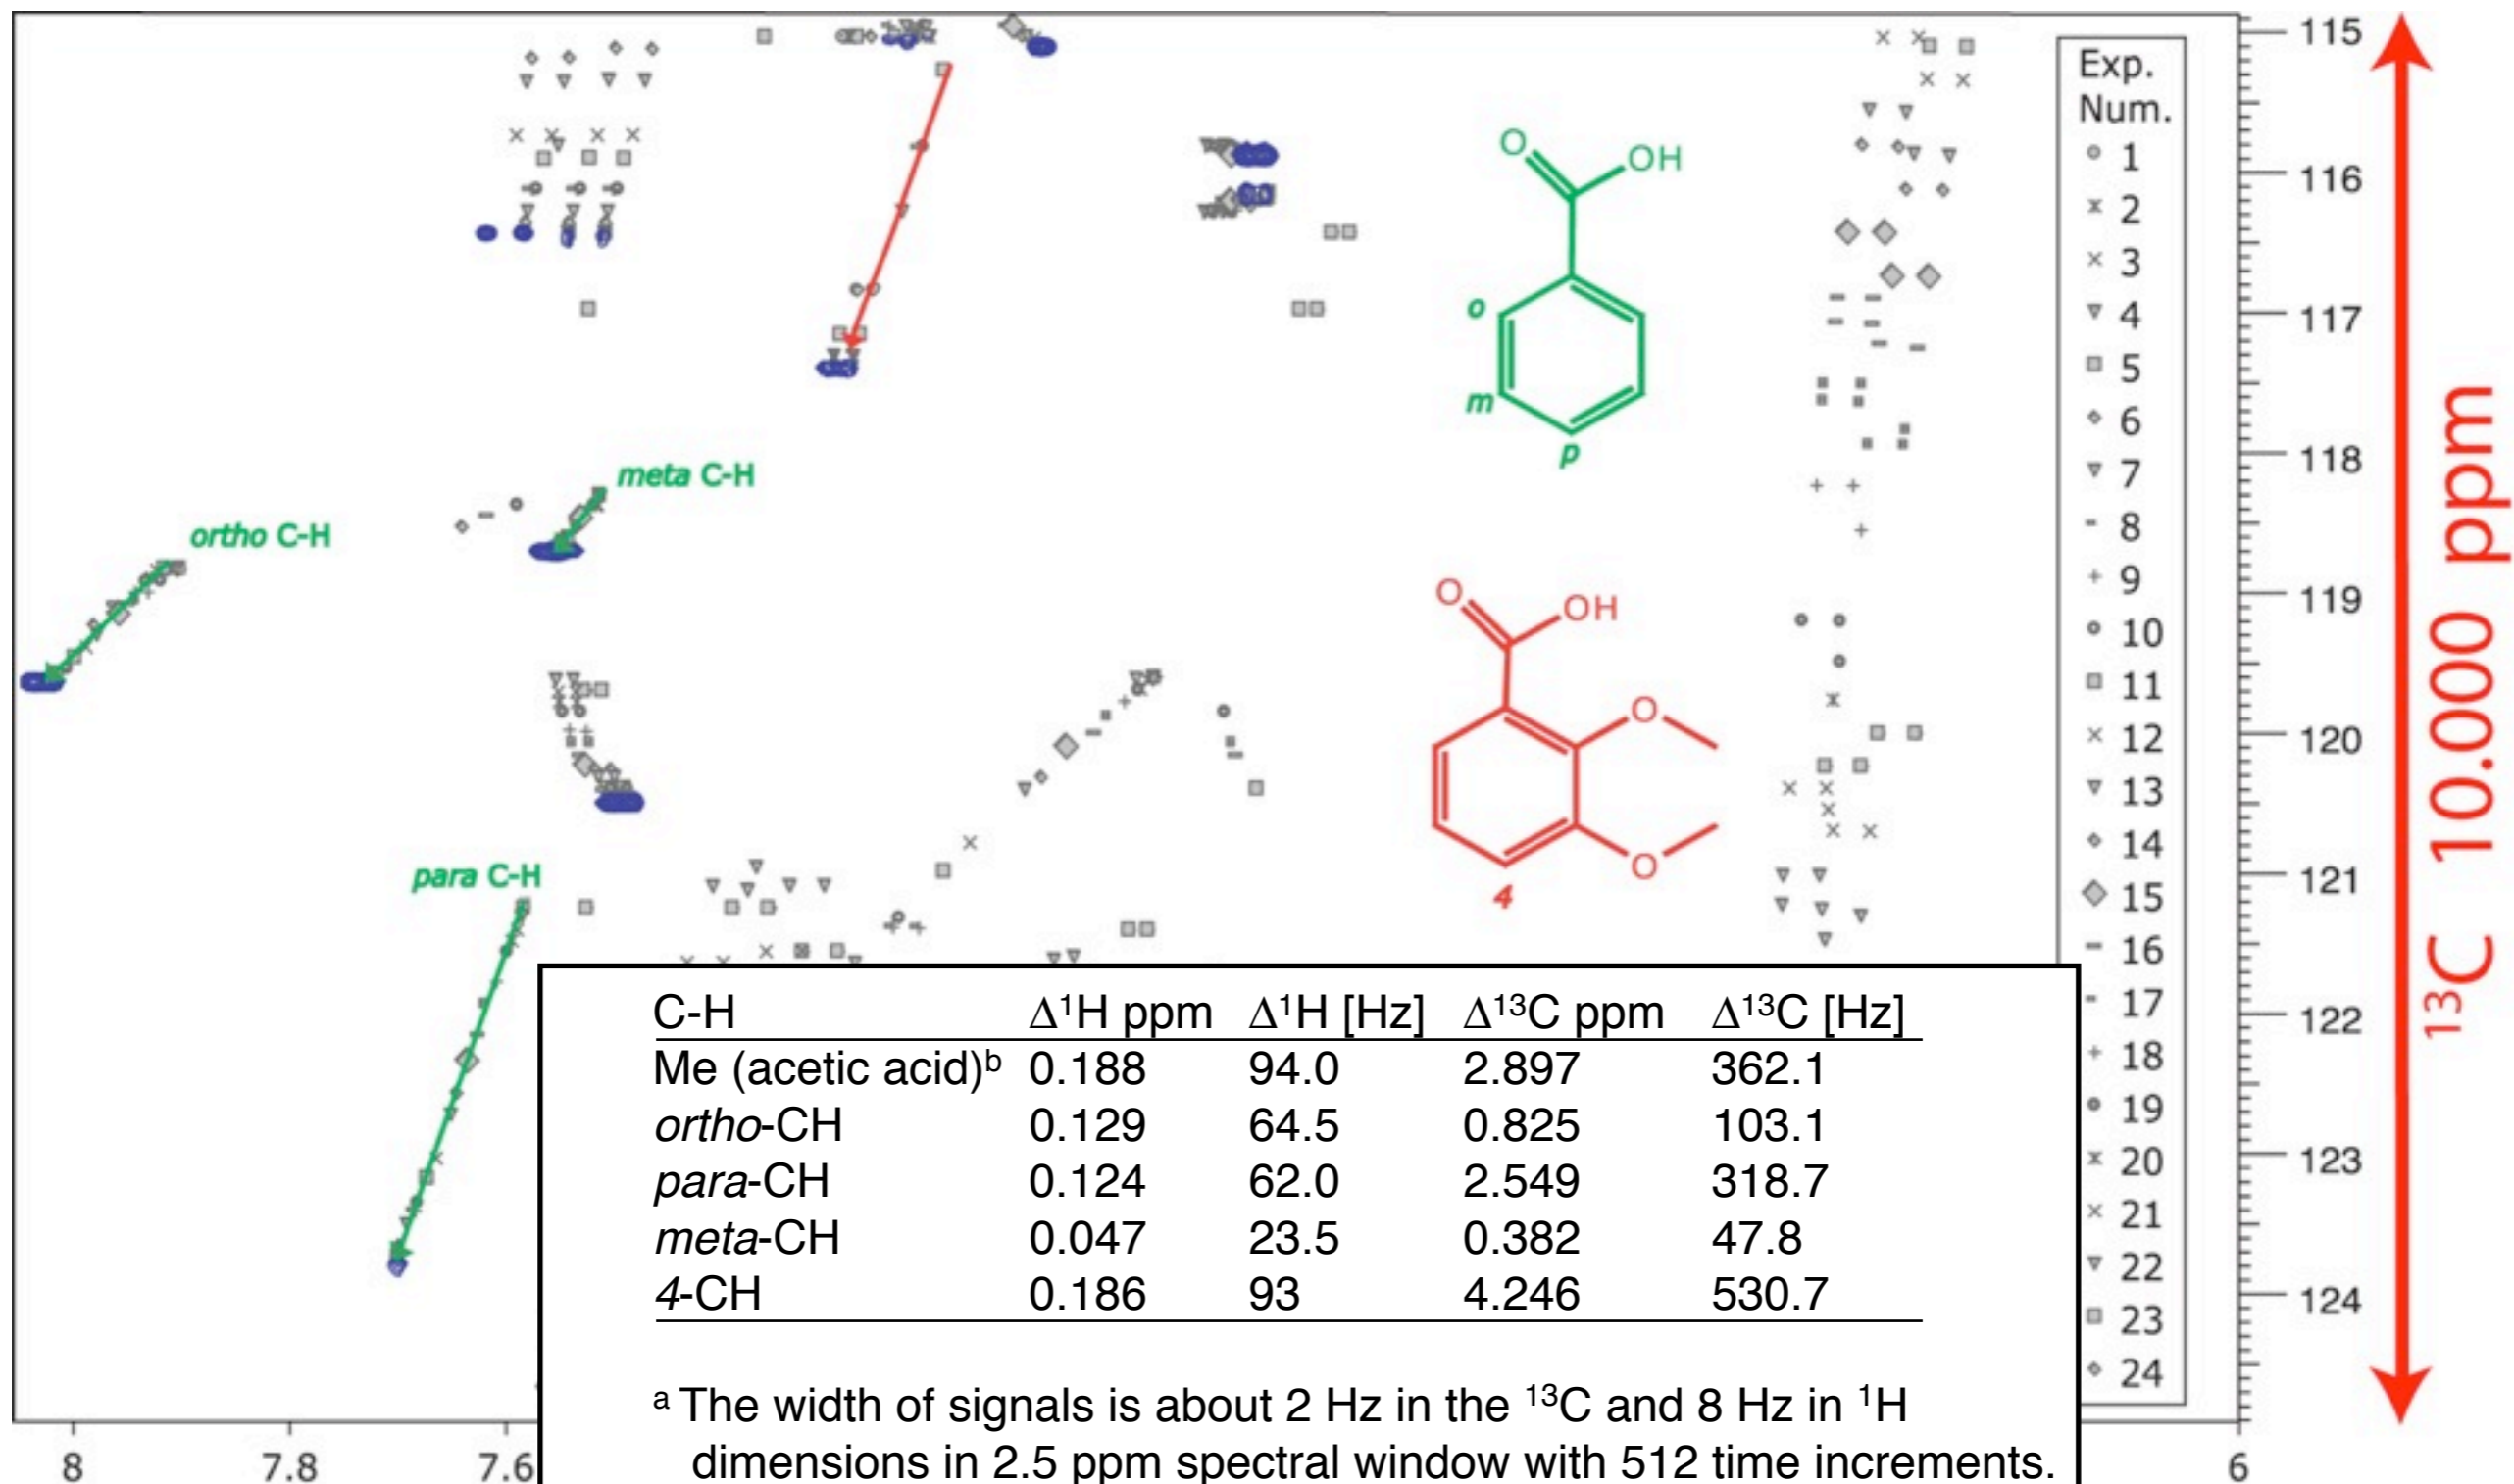 115
116
117
118
119
120
121
122
123
124
¹³C 10.000 ppm
Exp.
Num.
1
2
3
4
5
6
7
8
9
10
11
12
13
14
15
16
17
18
19
20
21
22
23
24
O
OH
o
m
p
meta C-H
ortho C-H
O
OH
O
O
4
para C-H
C-H Δ¹H ppm Δ¹H [Hz] Δ¹³C ppm Δ¹³C [Hz]
Me (acetic acid)ᵇ 0.188 94.0 2.897 362.1
ortho-CH 0.129 64.5 0.825 103.1
para-CH 0.124 62.0 2.549 318.7
meta-CH 0.047 23.5 0.382 47.8
4-CH 0.186 93 4.246 530.7
ᵃ The width of signals is about 2 Hz in the ¹³C and 8 Hz in ¹H
dimensions in 2.5 ppm spectral window with 512 time increments.
8 7.8 7.6 6